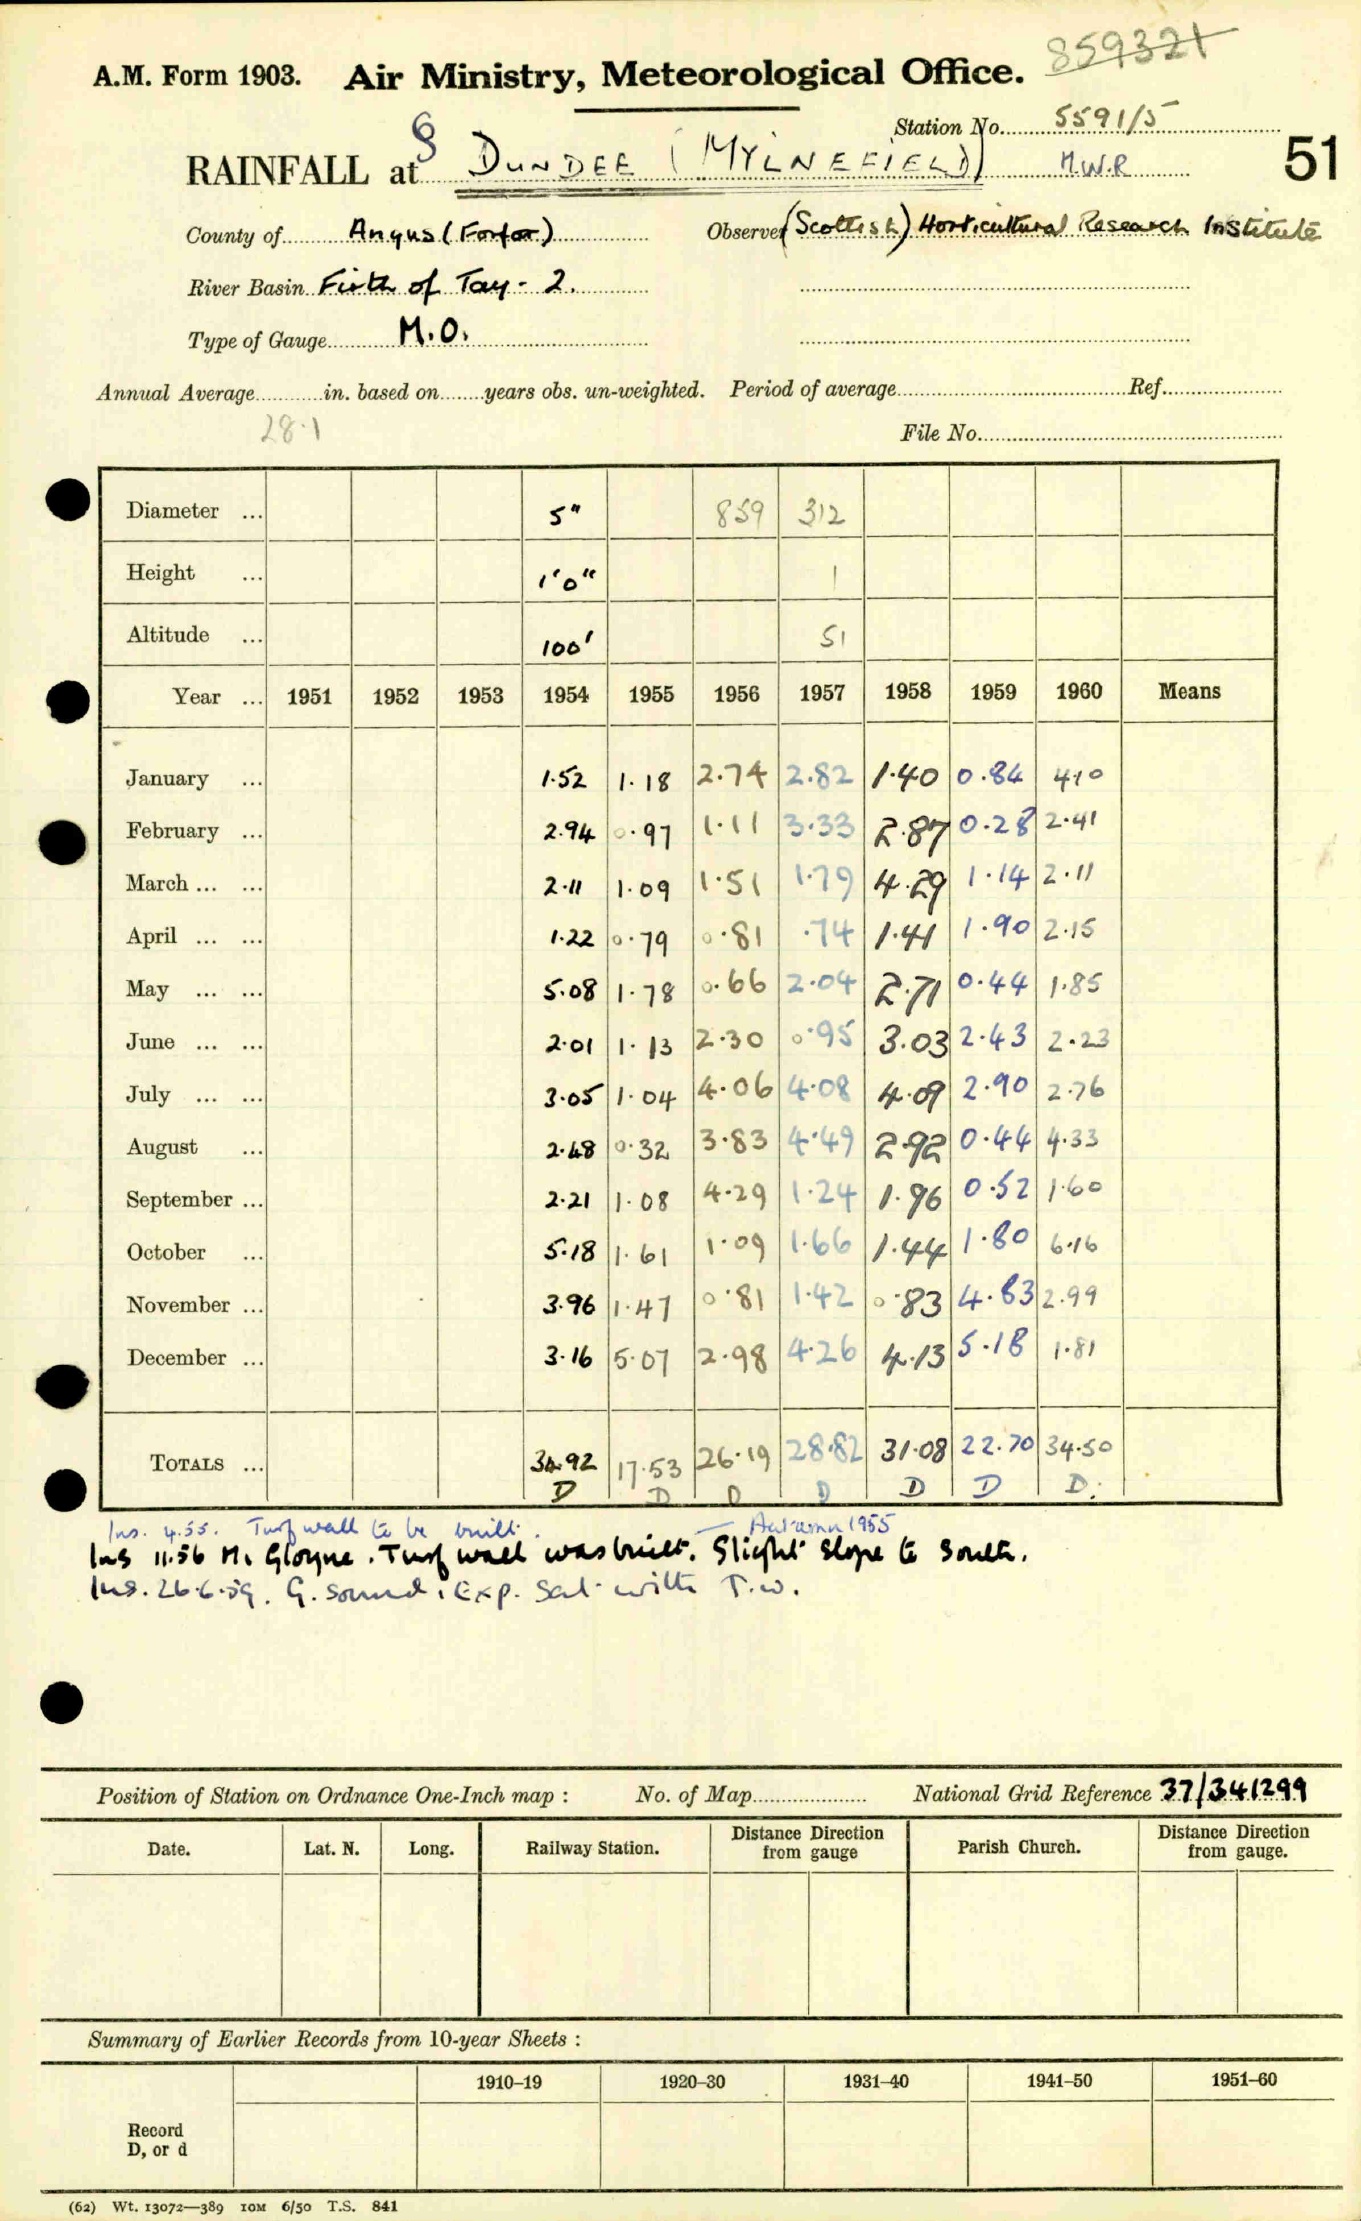 859321
A.M. Form 1903. Air Ministry, Meteorological Office.
Station No. 5591/5
RAINFALL at § DUNDEE (MYLNEFIELD) M.W.R 51
County of Angus (Forfar) Observer (Scottish) Horticultural Research Institute
River Basin Firth of Tay - 2.
Type of Gauge M.O.
Annual Average in. based on years obs. un-weighted. Period of average Ref.
28.1
File No.
Diameter ... 5" 859 312
Height ... 1'0" 1
Altitude ... 100' 51
Year ... 1951 1952 1953 1954 1955 1956 1957 1958 1959 1960 Means
January ... 1.52 1.18 2.74 2.82 1.40 0.84 4.10
February ... 2.94 0.97 1.11 3.33 2.87 0.28 2.41
March ... ... 2.11 1.09 1.51 1.79 4.29 1.14 2.11
April ... ... 1.22 0.79 0.81 .74 1.41 1.90 2.15
May ... ... 5.08 1.78 0.66 2.04 2.71 0.44 1.85
June ... ... 2.01 1.13 2.30 0.95 3.03 2.43 2.23
July ... ... 3.05 1.04 4.06 4.08 4.09 2.90 2.76
August ... 2.48 0.32 3.83 4.49 2.92 0.44 4.33
September ... 2.21 1.08 4.29 1.24 1.96 0.52 1.60
October ... 5.18 1.61 1.09 1.66 1.44 1.80 6.16
November ... 3.96 1.47 0.81 1.42 0.83 4.83 2.99
December ... 3.16 5.07 2.98 4.26 4.13 5.18 1.81
TOTALS ... 34.92 17.53 26.19 28.82 31.08 22.70 34.50
D D D D D D D.
Ins. 4.55. Turf wall to be built. — Autumn 1955
Ins 11.56 M. Gloyne. Turf wall was built. Slight slope to South.
Ins. 26.6.59. G. sound. Exp. Sat. with T.W.
Position of Station on Ordnance One-Inch map : No. of Map National Grid Reference 37/341299
Date. Lat. N. Long. Railway Station. Distance Direction from gauge Parish Church. Distance Direction from gauge.
Summary of Earlier Records from 10-year Sheets :
1910–19 1920–30 1931–40 1941–50 1951–60
Record
D, or d
(62) Wt. 13072—389 10M 6/50 T.S. 841